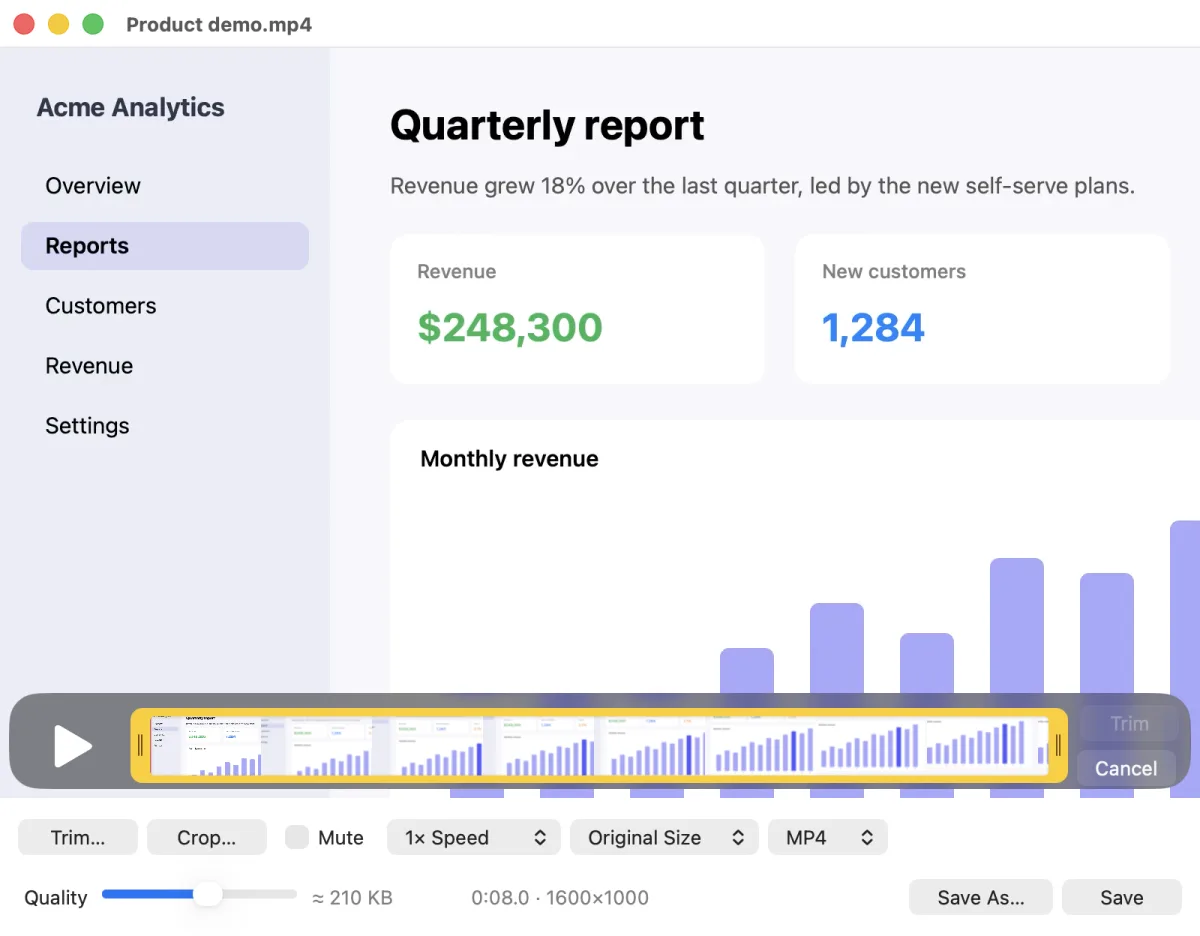 Product demo.mp4
Acme Analytics
Overview
Reports
Customers
Revenue
Settings
Quarterly report
Revenue grew 18% over the last quarter, led by the new self-serve plans.
Revenue
$248,300
New customers
1,284
Monthly revenue
Trim
Cancel
Trim...
Crop...
Mute
1× Speed
Original Size
MP4
Quality
≈ 210 KB
0:08.0 · 1600×1000
Save As...
Save